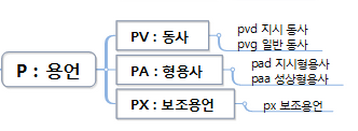 P : 용언
PV : 동사
pvd 지시 동사
pvg 일반 동사
PA : 형용사
pad 지시형용사
paa 성상형용사
PX : 보조용언
px 보조용언